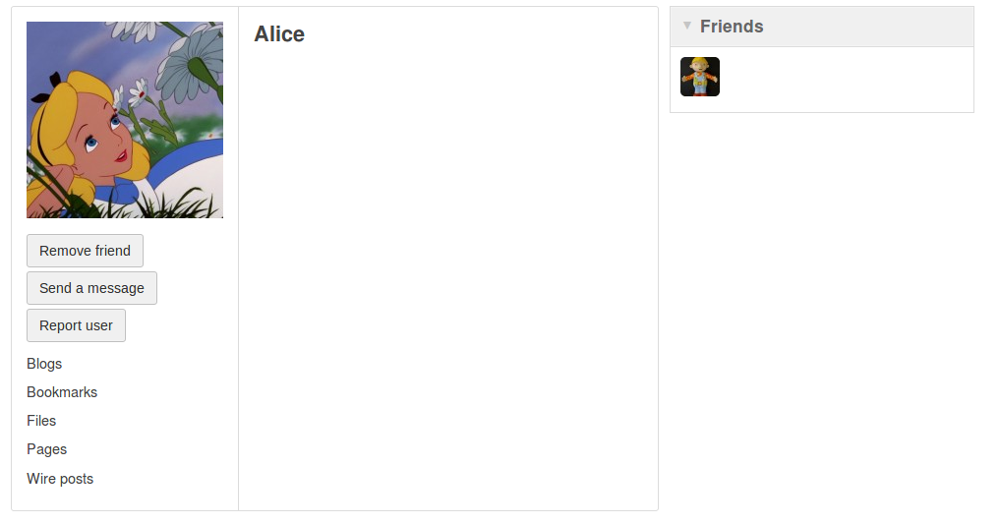 Alice
Remove friend
Send a message
Report user
Blogs
Bookmarks
Files
Pages
Wire posts
Friends